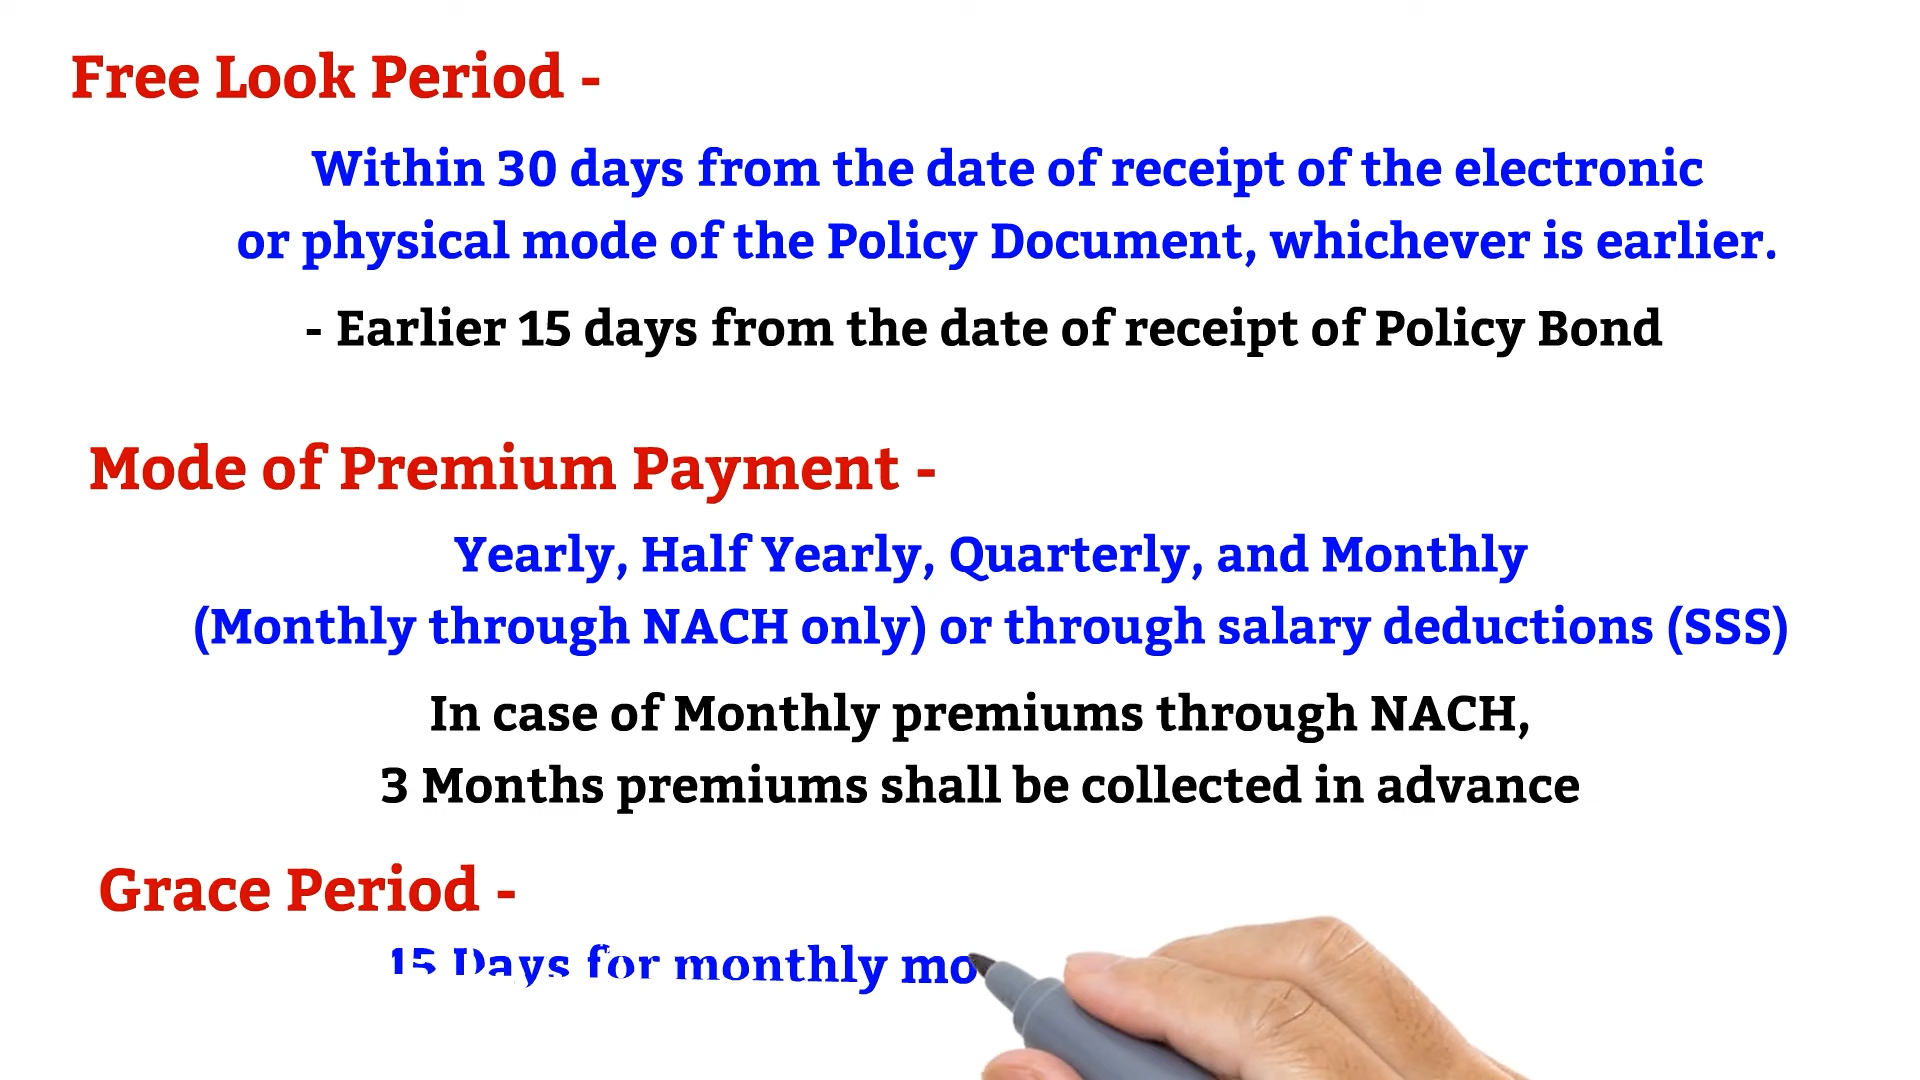 Free Look Period -
Within 30 days from the date of receipt of the electronic
or physical mode of the Policy Document, whichever is earlier.
- Earlier 15 days from the date of receipt of Policy Bond
Mode of Premium Payment -
Yearly, Half Yearly, Quarterly, and Monthly
(Monthly through NACH only) or through salary deductions (SSS)
In case of Monthly premiums through NACH,
3 Months premiums shall be collected in advance
Grace Period -
15 Days for monthly mo